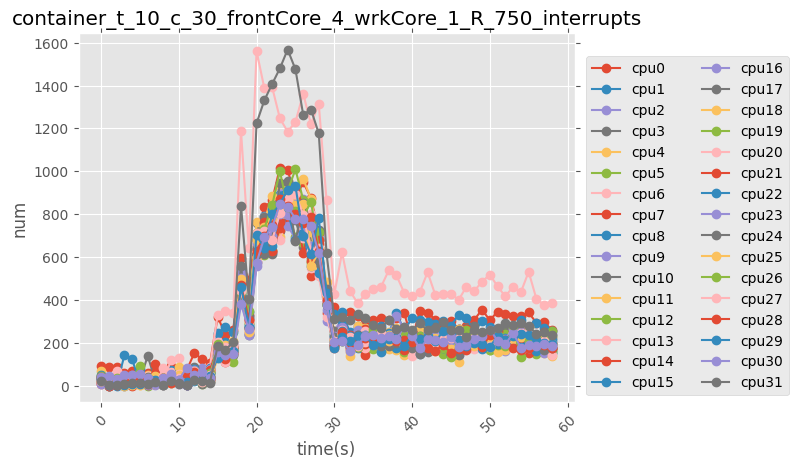 container_t_10_c_30_frontCore_4_wrkCore_1_R_750_interrupts
1600
1400
1200
1000
800
600
400
200
0
num
0
10
20
30
40
50
60
time(s)
cpu0
cpu1
cpu2
cpu3
cpu4
cpu5
cpu6
cpu7
cpu8
cpu9
cpu10
cpu11
cpu12
cpu13
cpu14
cpu15
cpu16
cpu17
cpu18
cpu19
cpu20
cpu21
cpu22
cpu23
cpu24
cpu25
cpu26
cpu27
cpu28
cpu29
cpu30
cpu31